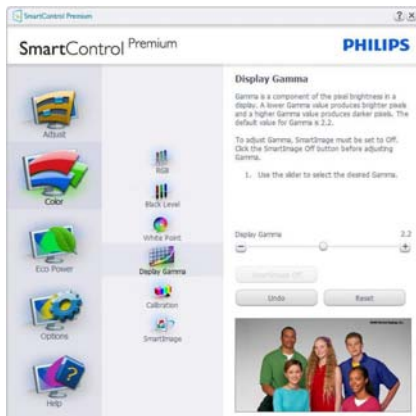 SmartControl Premium
SmartControl Premium
PHILIPS
Adjust
Color
Eco Power
Options
Help
RGB
Black Level
White Point
Display Gamma
Calibration
SmartImage
Display Gamma
Gamma is a component of the pixel brightness in a
display. A lower Gamma value produces brighter pixels
and a higher Gamma value produces darker pixels. The
default value for Gamma is 2.2.
To adjust Gamma, SmartImage must be set to Off.
Click the SmartImage Off button before adjusting
Gamma.
1. Use the slider to select the desired Gamma.
Display Gamma 2.2
SmartImage Off
Undo
Reset